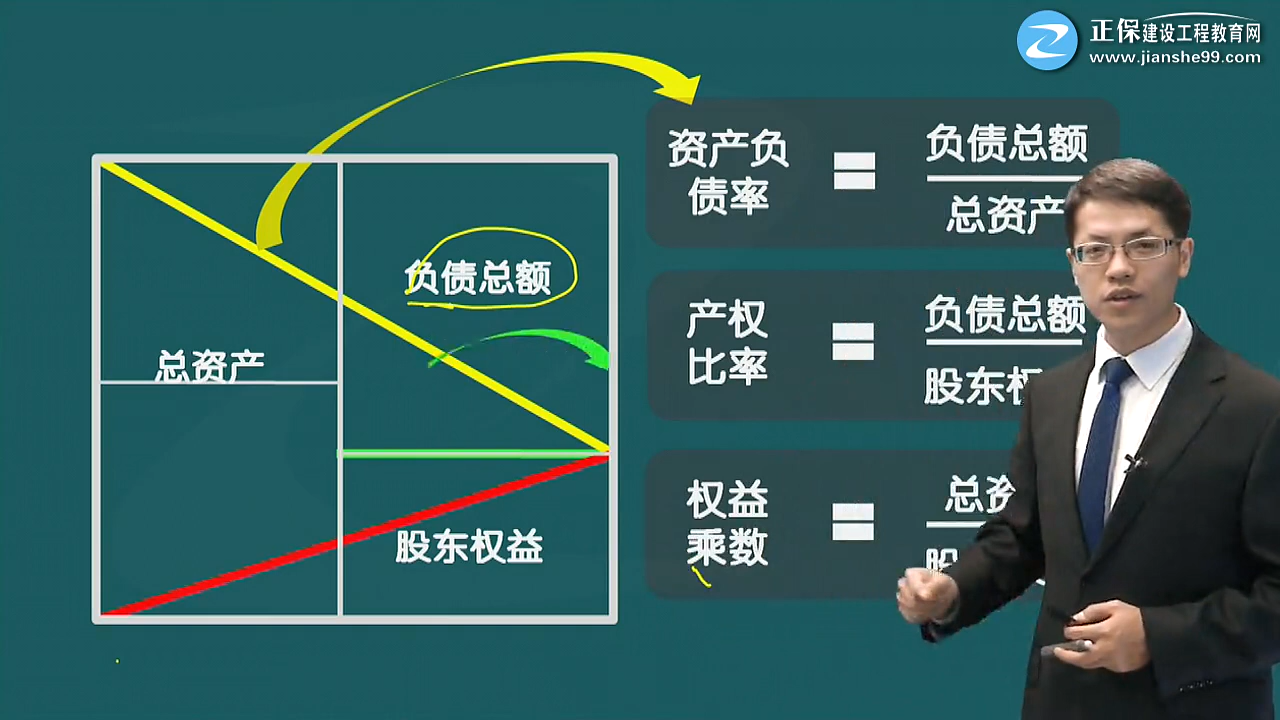 正保建设工程教育网
www.jianshe99.com
资产负
债率
=
负债总额
总资产
负债总额
总资产
产权
比率
=
负债总额
股东权
股东权益
权益
乘数
=
总资
股